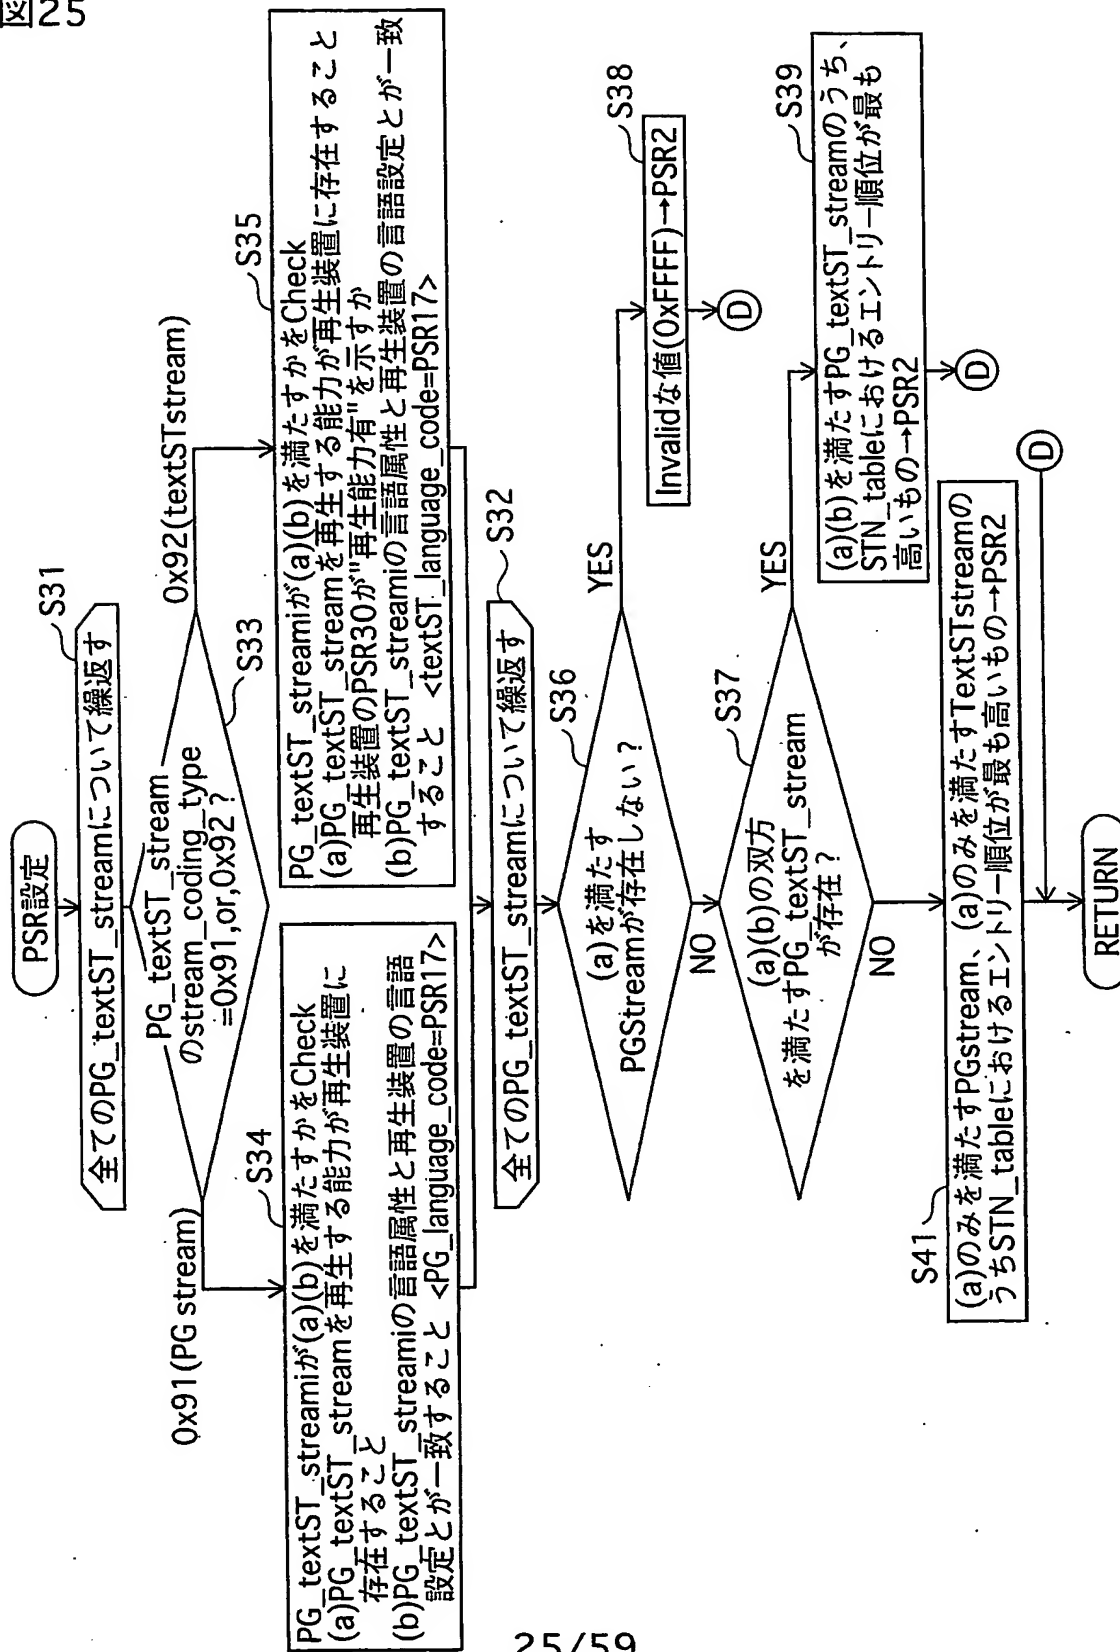 図25
PSR設定
S31
全てのPG_textST_streamについて繰返す
PG_textST_stream
のstream_coding_type
=0x91,or,0x92?
S33
0x91(PG stream)
0x92(textSTstream)
S34
PG_textST_streamiが(a)(b)を満たすかをCheck
(a)PG_textST_streamを再生する能力が再生装置に
存在すること
(b)PG_textST_streamiの言語属性と再生装置の言語
設定とが一致すること <PG_language_code=PSR17>
S35
PG_textST_streamiが(a)(b)を満たすかをCheck
(a)PG_textST_streamを再生する能力が再生装置に存在すること
再生装置のPSR30が"再生能力有"を示すか
(b)PG_textST_streamiの言語属性と再生装置の言語設定とが一致
すること <textST_language_code=PSR17>
S32
全てのPG_textST_streamについて繰返す
S36
(a)を満たす
PGStreamが存在しない?
YES
NO
S38
Invalidな値(0xFFFF)→PSR2
D
S37
(a)(b)の双方
を満たすPG_textST_stream
が存在?
YES
NO
S39
(a)(b)を満たすPG_textST_streamのうち、
STN_tableにおけるエントリー順位が最も
高いもの→PSR2
D
S41
(a)のみを満たすPGstream、(a)のみを満たすTextSTstreamの
うちSTN_tableにおけるエントリー順位が最も高いもの→PSR2
D
RETURN
25/59